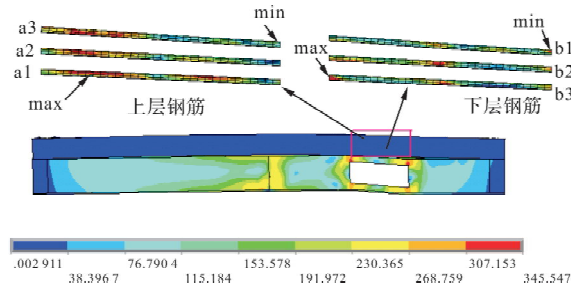 min
a3
a2
a1
max
上层钢筋
min
max
b1
b2
b3
下层钢筋
.002 911
38.396 7
76.790 4
115.184
153.578
191.972
230.365
268.759
307.153
345.547